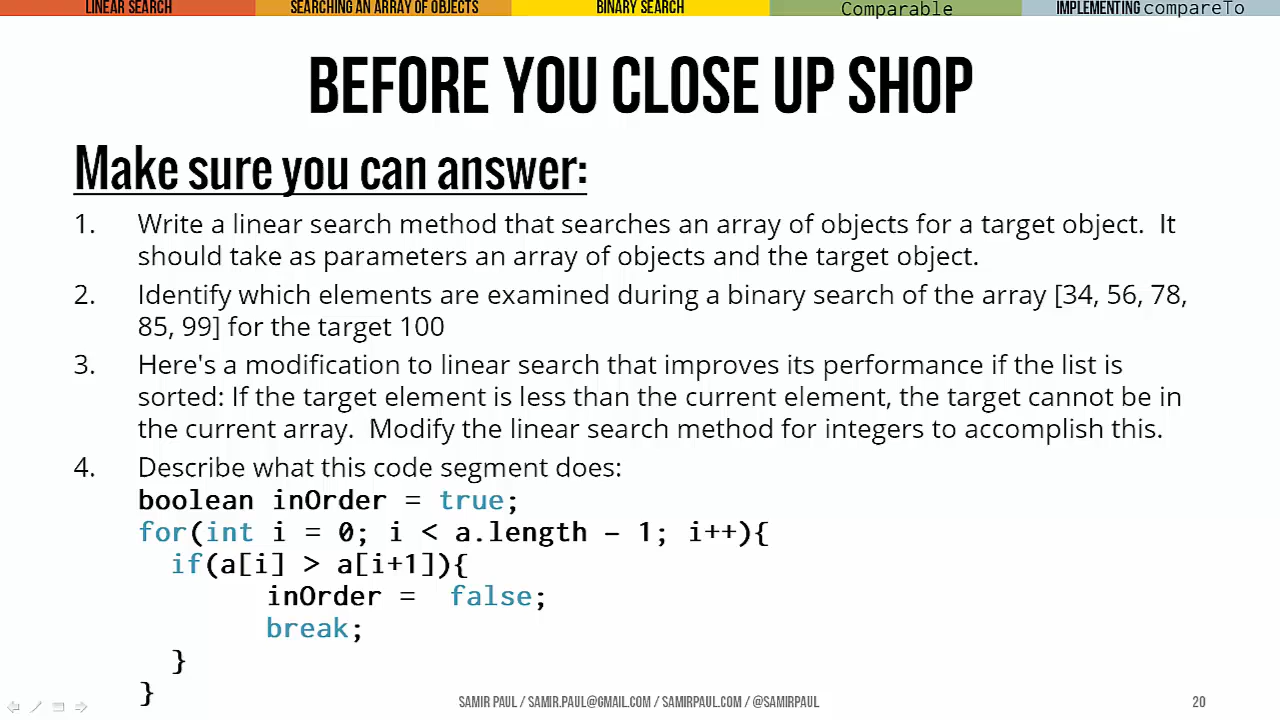 LINEAR SEARCH SEARCHING AN ARRAY OF OBJECTS BINARY SEARCH Comparable IMPLEMENTING compareTo
BEFORE YOU CLOSE UP SHOP
Make sure you can answer:
1. Write a linear search method that searches an array of objects for a target object. It
should take as parameters an array of objects and the target object.
2. Identify which elements are examined during a binary search of the array [34, 56, 78,
85, 99] for the target 100
3. Here's a modification to linear search that improves its performance if the list is
sorted: If the target element is less than the current element, the target cannot be in
the current array. Modify the linear search method for integers to accomplish this.
4. Describe what this code segment does:
boolean inOrder = true;
for(int i = 0; i < a.length – 1; i++){
if(a[i] > a[i+1]){
inOrder = false;
break;
}
}
SAMIR PAUL / SAMIR.PAUL@GMAIL.COM / SAMIRPAUL.COM / @SAMIRPAUL 20